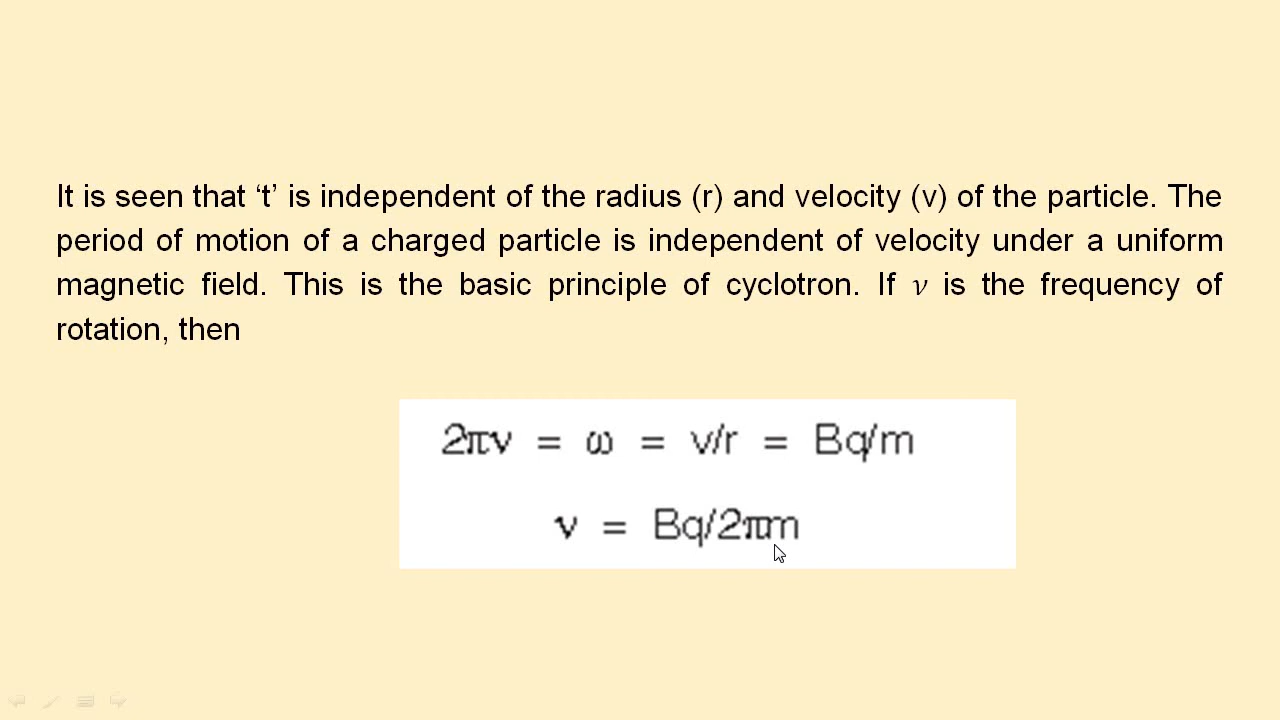 It is seen that ‘t’ is independent of the radius (r) and velocity (v) of the particle. The
period of motion of a charged particle is independent of velocity under a uniform
magnetic field. This is the basic principle of cyclotron. If ν is the frequency of
rotation, then
2πν = ω = v/r = Bq/m
ν = Bq/2πm